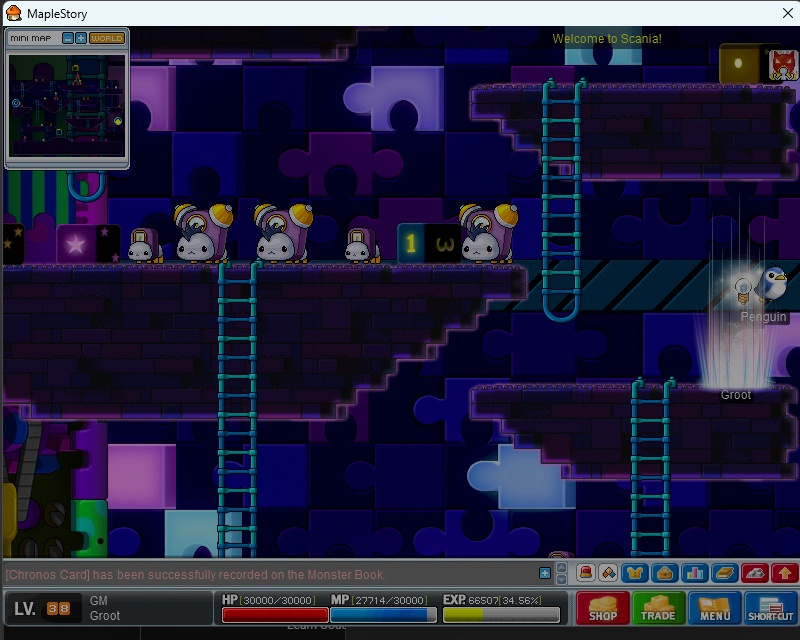 MapleStory
MINI MAP
WORLD
Welcome to Scania!
1
3
Penguin
Groot
[Chronos Card] has been successfully recorded on the Monster Book.
LV. 38
GM
Groot
HP[30000/30000] MP[27714/30000] EXP.66507[34.56%]
SHOP
TRADE
MENU
SHORTCUT